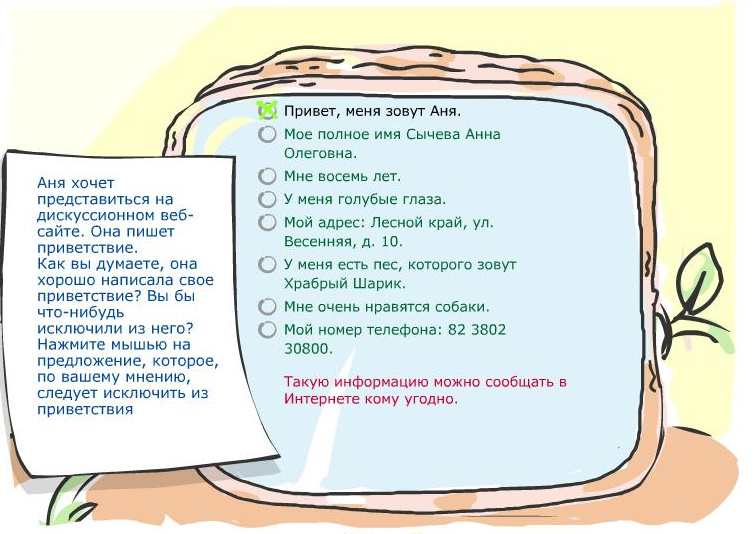 Аня хочет
представиться на
дискуссионном веб-
сайте. Она пишет
приветствие.
Как вы думаете, она
хорошо написала свое
приветствие? Вы бы
что-нибудь
исключили из него?
Нажмите мышью на
предложение, которое,
по вашему мнению,
следует исключить из
приветствия
Привет, меня зовут Аня.
Мое полное имя Сычева Анна
Олеговна.
Мне восемь лет.
У меня голубые глаза.
Мой адрес: Лесной край, ул.
Весенняя, д. 10.
У меня есть пес, которого зовут
Храбрый Шарик.
Мне очень нравятся собаки.
Мой номер телефона: 82 3802
30800.
Такую информацию можно сообщать в
Интернете кому угодно.